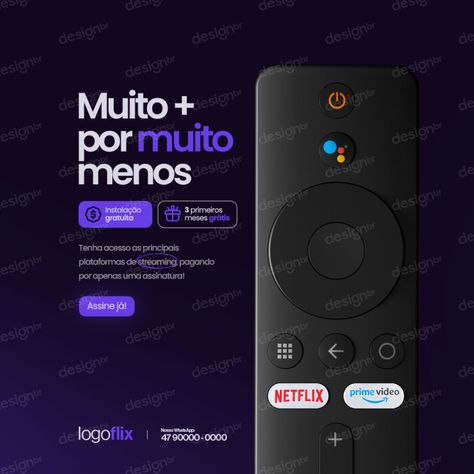 Muito +
por muito
menos
Instalação
gratuita
3 primeiros
meses grátis
Tenha acesso as principais
plataformas de streaming, pagando
por apenas uma assinatura!
Assine já!
NETFLIX
prime video
logoflix
Nosso WhatsApp:
47 90000-0000
designbr